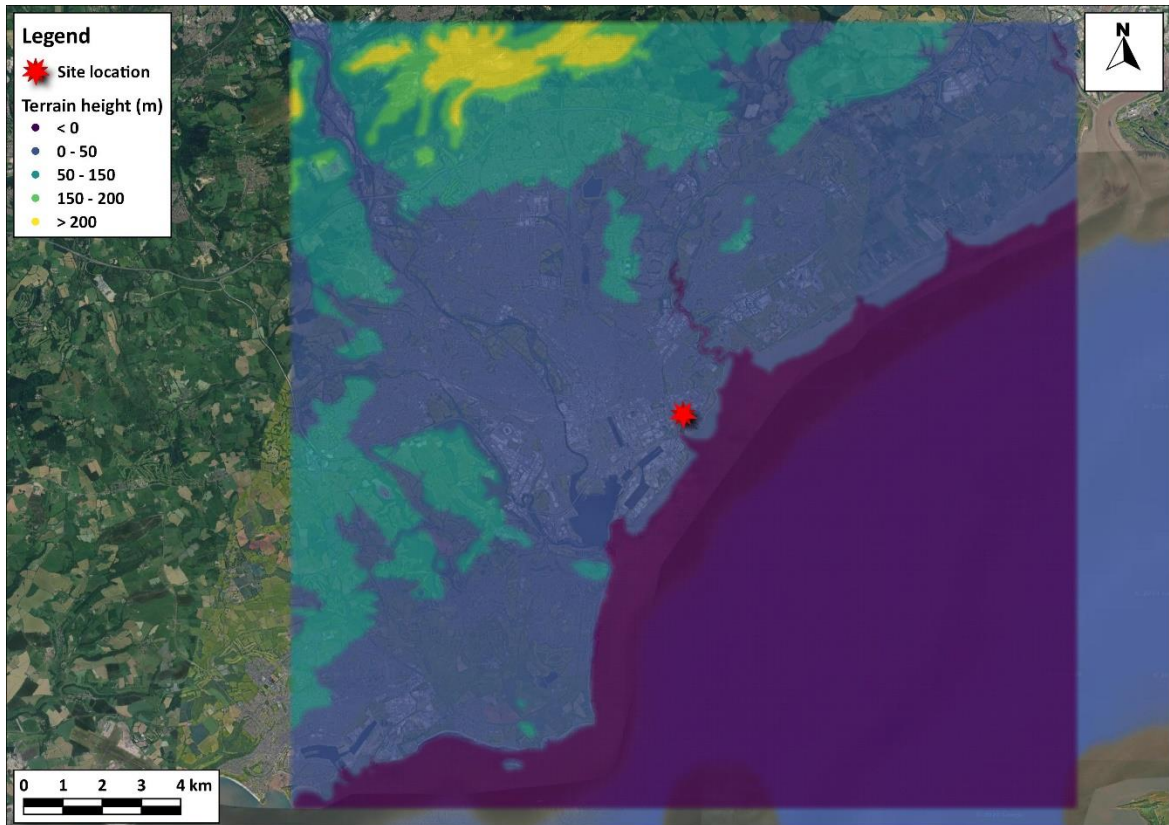 Legend
Site location
Terrain height (m)
< 0
0 - 50
50 - 150
150 - 200
> 200
N
0 1 2 3 4 km